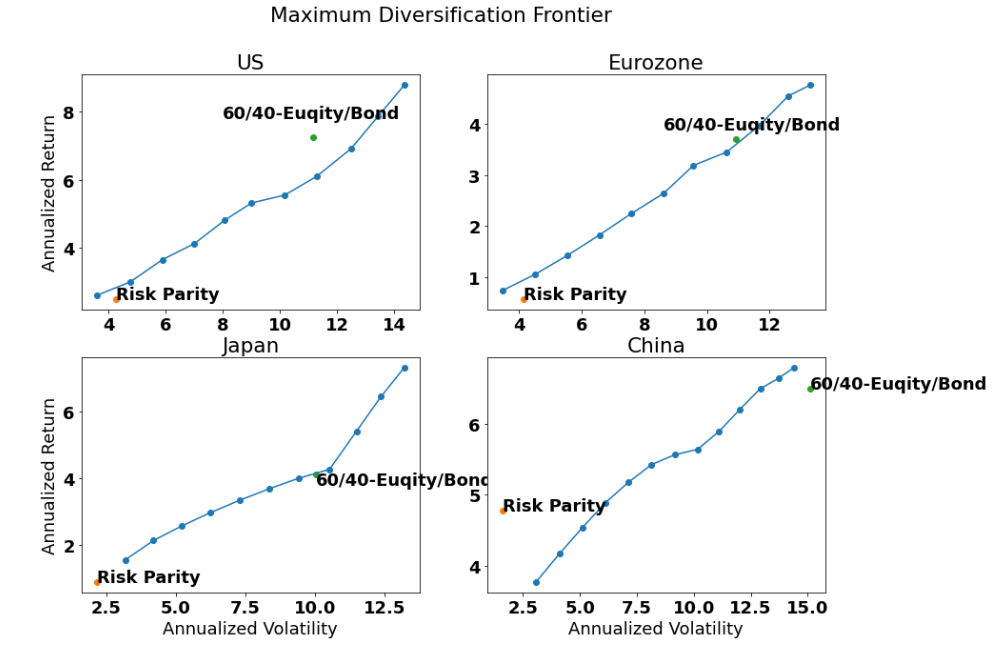 Maximum Diversification Frontier
US
Annualized Return
8
6
4
60/40-Euqity/Bond
Risk Parity
4 6 8 10 12 14
Eurozone
4
3
2
1
60/40-Euqity/Bond
Risk Parity
4 6 8 10 12
Japan
Annualized Return
6
4
2
60/40-Euqity/Bond
Risk Parity
2.5 5.0 7.5 10.0 12.5
Annualized Volatility
China
6
5
4
60/40-Euqity/Bond
Risk Parity
2.5 5.0 7.5 10.0 12.5 15.0
Annualized Volatility